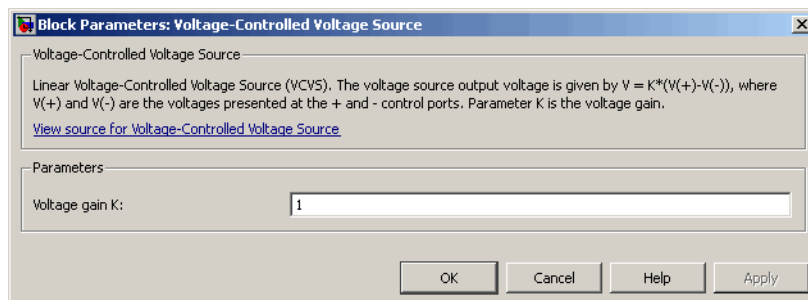 Block Parameters: Voltage-Controlled Voltage Source
Voltage-Controlled Voltage Source
Linear Voltage-Controlled Voltage Source (VCVS). The voltage source output voltage is given by V = K*(V(+)-V(-)), where
V(+) and V(-) are the voltages presented at the + and - control ports. Parameter K is the voltage gain.
View source for Voltage-Controlled Voltage Source
Parameters
Voltage gain K: 1
OK Cancel Help Apply